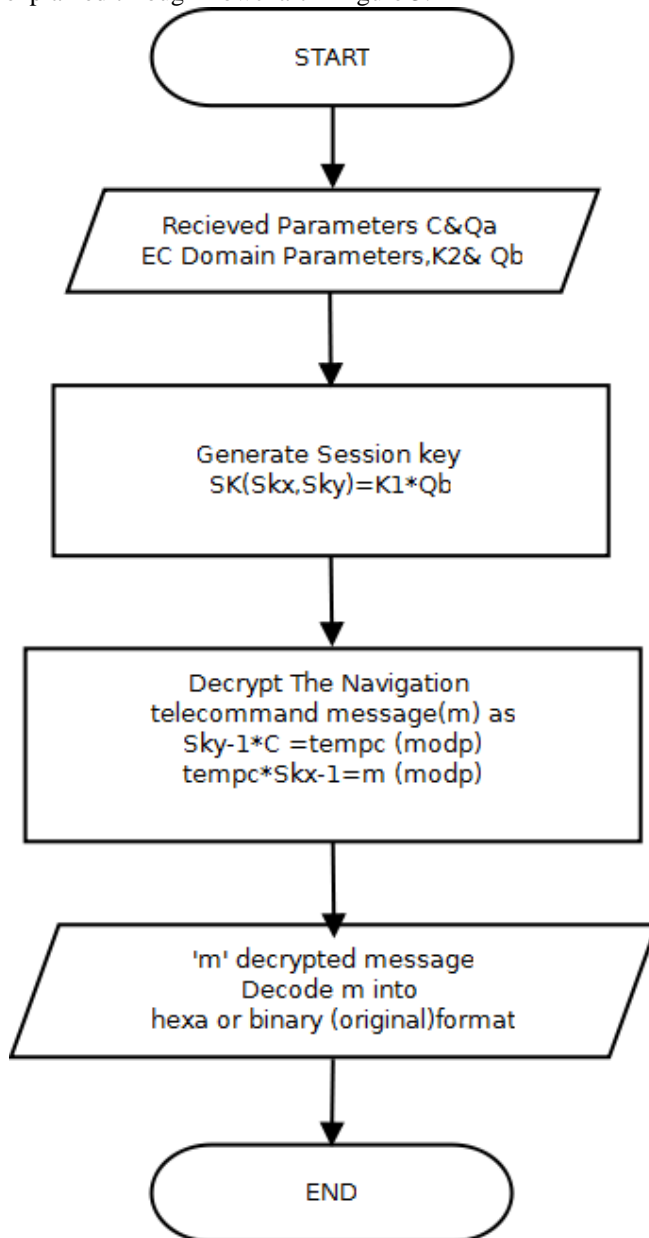 START
Recieved Parameters C&Qa
EC Domain Parameters,K2& Qb
Generate Session key
SK(Skx,Sky)=K1*Qb
Decrypt The Navigation
telecommand message(m) as
Sky-1*C =tempc (modp)
tempc*Skx-1=m (modp)
'm' decrypted message
Decode m into
hexa or binary (original)format
END